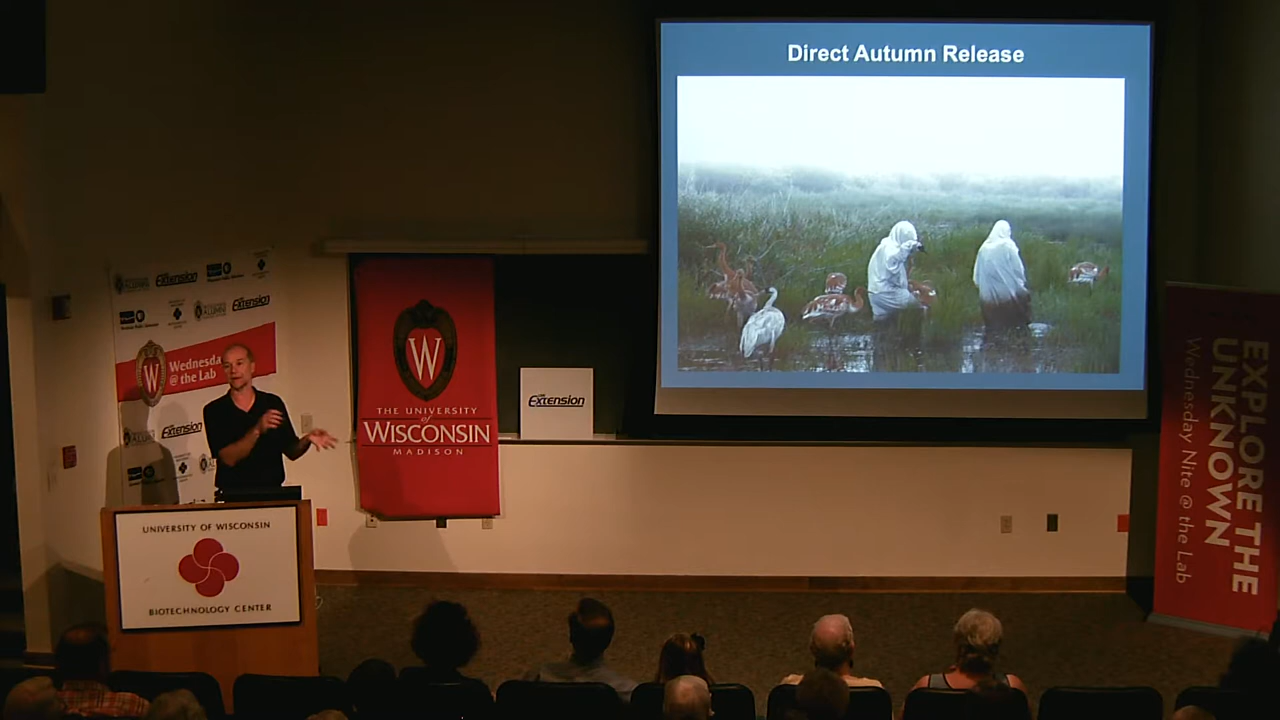 Direct Autumn Release
Extension
Extension
Wednesda
@ the Lab
W
Extension
W
THE UNIVERSITY
of
WISCONSIN
MADISON
Extension
UNIVERSITY OF WISCONSIN
BIOTECHNOLOGY CENTER
EXPLORE THE
UNKNOWN
Wednesday Nite @ the Lab